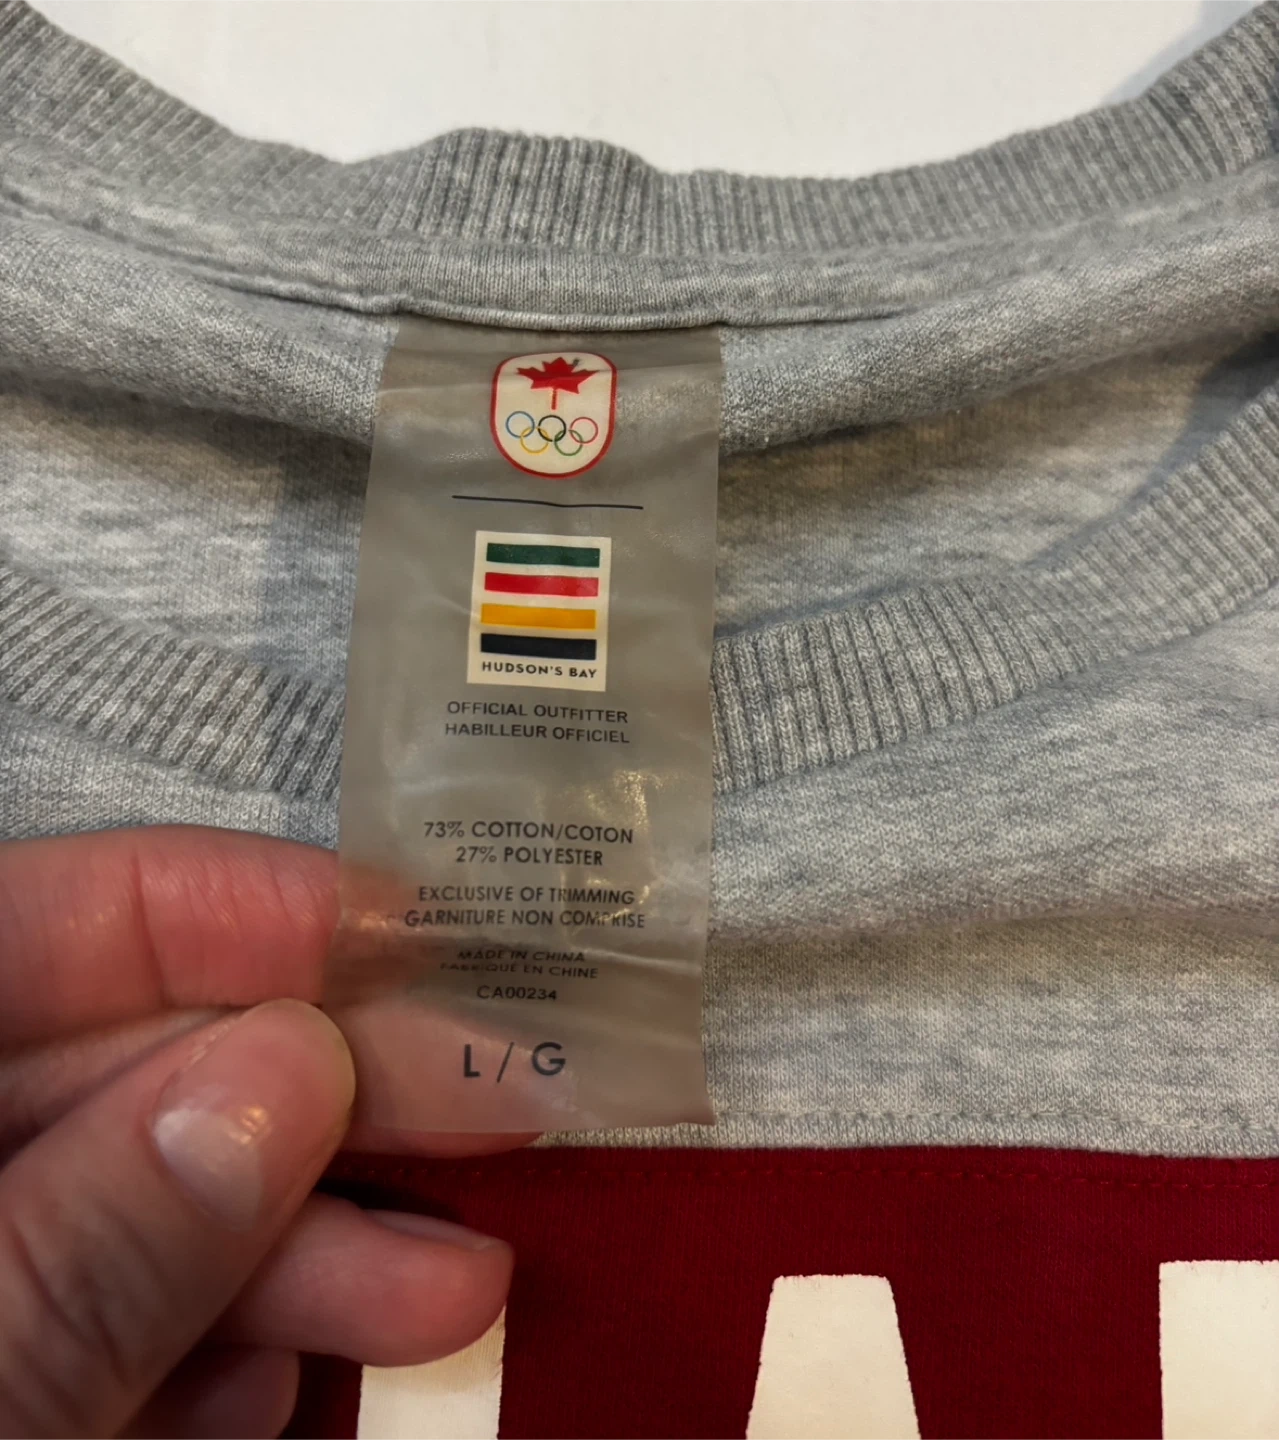 HUDSON'S BAY
OFFICIAL OUTFITTER
HABILLEUR OFFICIEL
73% COTTON/COTON
27% POLYESTER
EXCLUSIVE OF TRIMMING
GARNITURE NON COMPRISE
MADE IN CHINA
FABRIQUÉ EN CHINE
CA00234
L / G